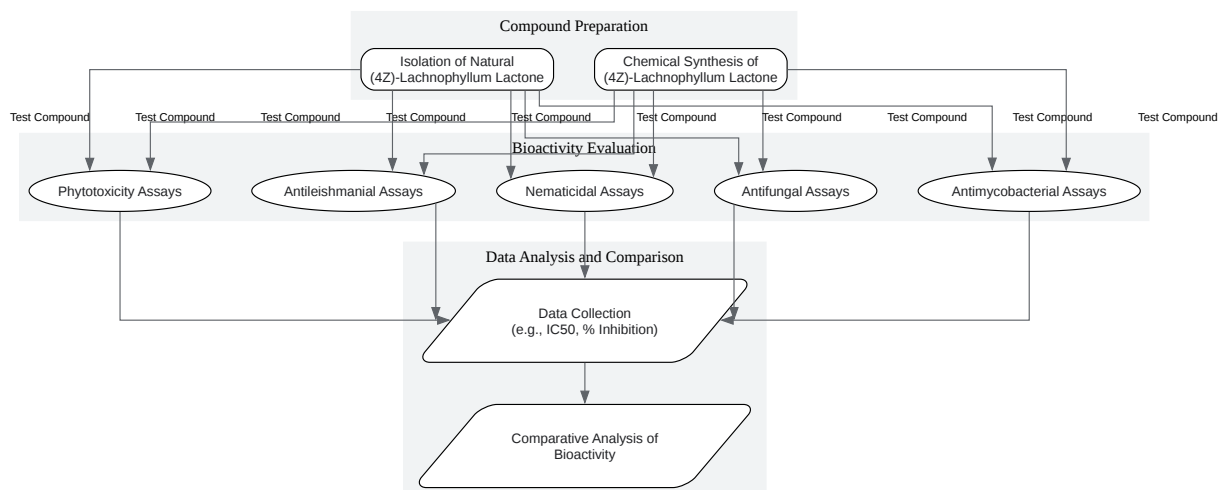 Compound Preparation
Isolation of Natural
(4Z)-Lachnophyllum Lactone
Chemical Synthesis of
(4Z)-Lachnophyllum Lactone
Test Compound
Test Compound
Test Compound
Test Compound
Test Compound
Test Compound
Test Compound
Test Compound
Test Compound
Test Compound
Bioactivity Evaluation
Phytotoxicity Assays
Antileishmanial Assays
Nematicidal Assays
Antifungal Assays
Antimycobacterial Assays
Data Analysis and Comparison
Data Collection
(e.g., IC50, % Inhibition)
Comparative Analysis of
Bioactivity